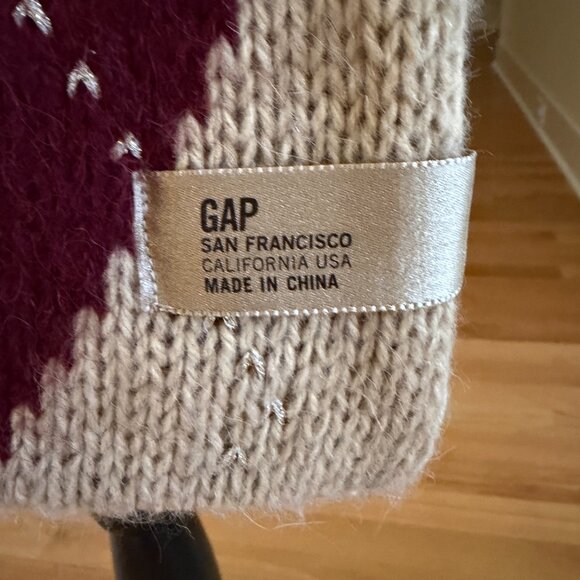 GAP
SAN FRANCISCO
CALIFORNIA USA
MADE IN CHINA